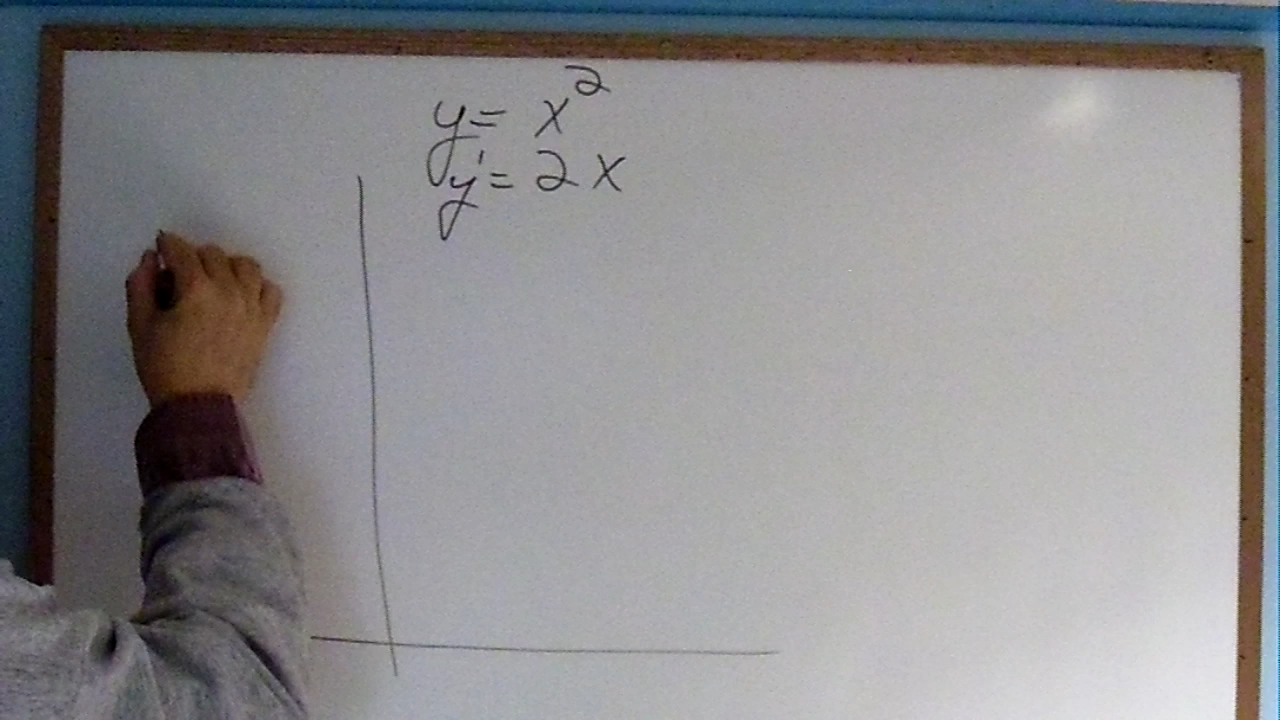 y = x²
y' = 2x